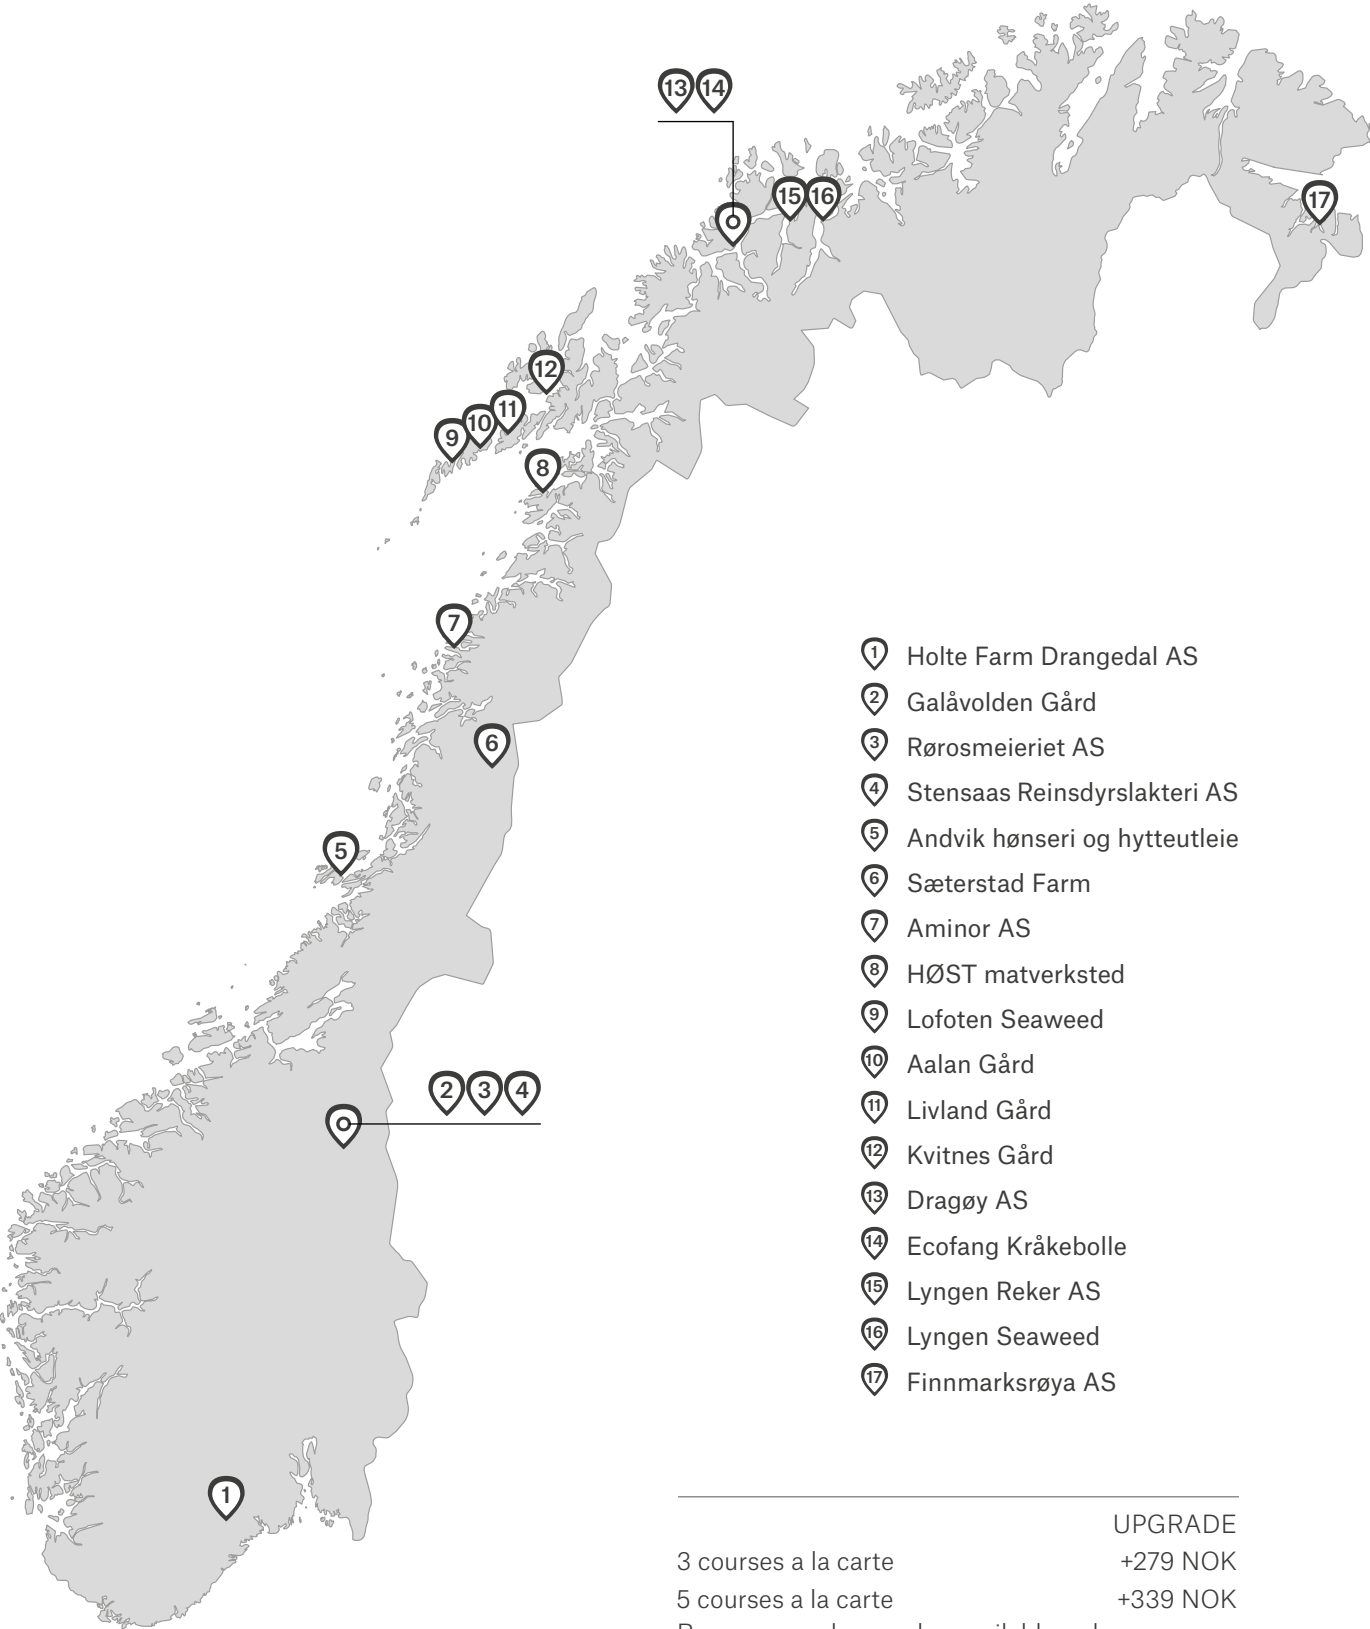 13 14
15 16
17
12
11
10
9
8
7
6
5
2 3 4
1
1 Holte Farm Drangedal AS
2 Galåvolden Gård
3 Rørosmeieriet AS
4 Stensaas Reinsdyrslakteri AS
5 Andvik hønseri og hytteutleie
6 Sæterstad Farm
7 Aminor AS
8 HØST matverksted
9 Lofoten Seaweed
10 Aalan Gård
11 Livland Gård
12 Kvitnes Gård
13 Dragøy AS
14 Ecofang Kråkebolle
15 Lyngen Reker AS
16 Lyngen Seaweed
17 Finnmarksrøya AS
UPGRADE
3 courses a la carte +279 NOK
5 courses a la carte +339 NOK